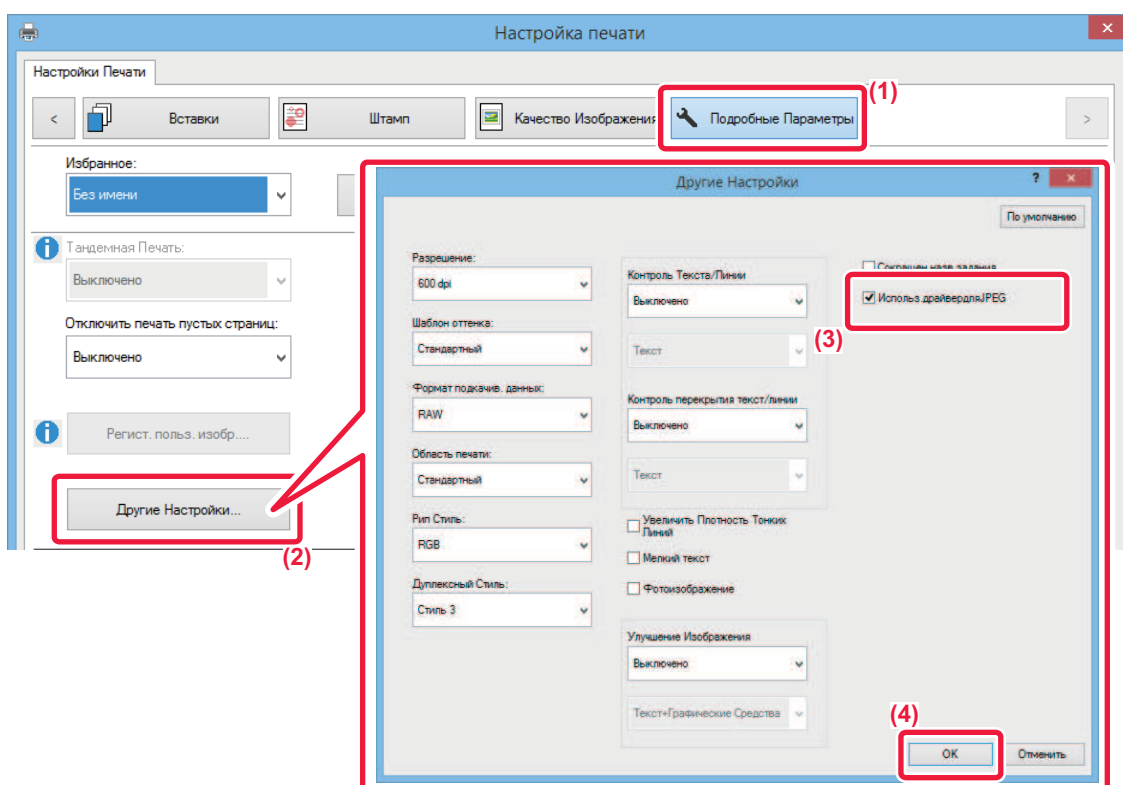 Настройка печати
Настройки Печати
(1)
<
Вставки
Штамп
Качество Изображения
Подробные Параметры
>
Избранное:
Без имени
Тандемная Печать:
Выключено
Отключить печать пустых страниц:
Выключено
Регист. польз. изобр....
Другие Настройки...
(2)
Другие Настройки
?
По умолчанию
Разрешение:
600 dpi
Шаблон оттенка:
Стандартный
Формат подкачив. данных:
RAW
Область печати:
Стандартный
Рип Стиль:
RGB
Дуплексный Стиль:
Стиль 3
Контроль Текста/Линии
Выключено
Текст
Контроль перекрытия текст/линии
Выключено
Текст
Увеличить Плотность Тонких
Линий
Мелкий текст
Фотоизображение
Улучшение Изображения
Выключено
Текст+Графические Средства
Сокращен.назв.задания
Использ.драйвердляJPEG
(3)
(4)
OK
Отменить